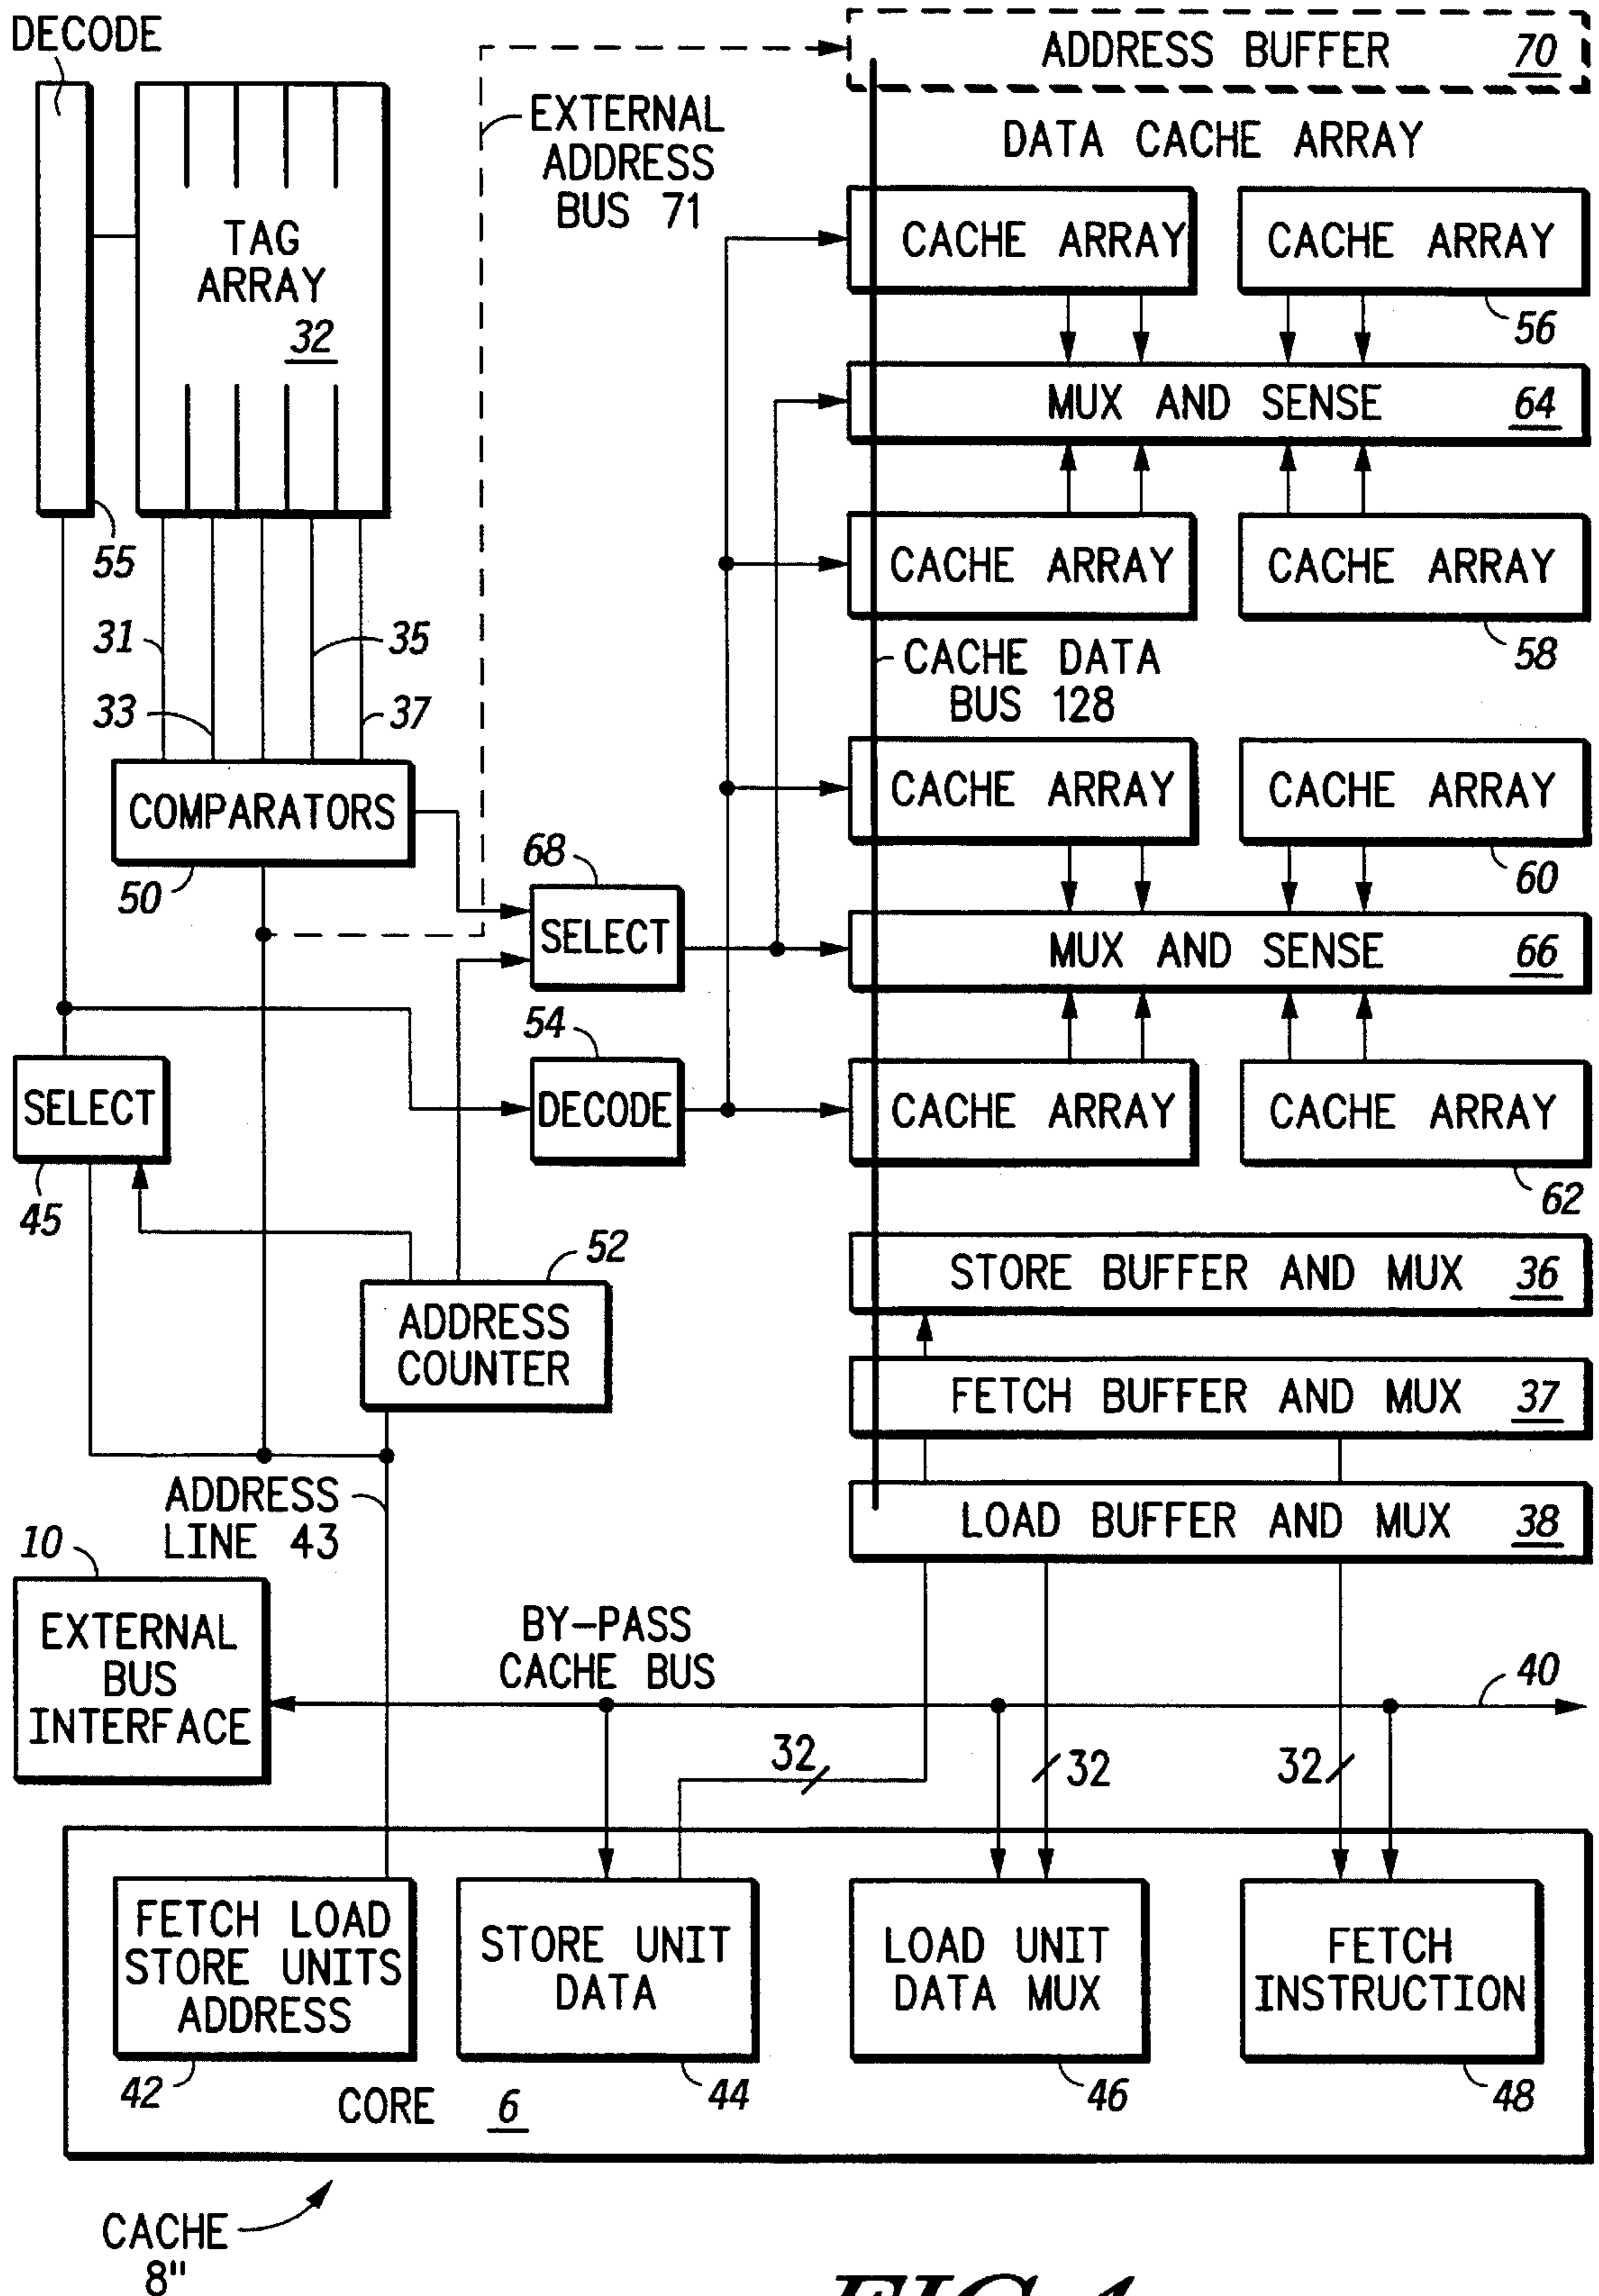 DECODE
ADDRESS BUFFER 70
EXTERNAL
ADDRESS
BUS 71
DATA CACHE ARRAY
TAG
ARRAY
32
CACHE ARRAY
CACHE ARRAY
56
MUX AND SENSE 64
55
CACHE ARRAY
CACHE ARRAY
58
31
35
33
37
CACHE DATA
BUS 128
CACHE ARRAY
CACHE ARRAY
60
COMPARATORS
50
68
SELECT
MUX AND SENSE 66
54
DECODE
SELECT
45
CACHE ARRAY
CACHE ARRAY
62
52
ADDRESS
COUNTER
STORE BUFFER AND MUX 36
FETCH BUFFER AND MUX 37
LOAD BUFFER AND MUX 38
ADDRESS
LINE 43
10
EXTERNAL
BUS
INTERFACE
BY-PASS
CACHE BUS
40
32
32
32
FETCH LOAD
STORE UNITS
ADDRESS
42
STORE UNIT
DATA
44
LOAD UNIT
DATA MUX
46
FETCH
INSTRUCTION
48
CORE 6
CACHE
8"